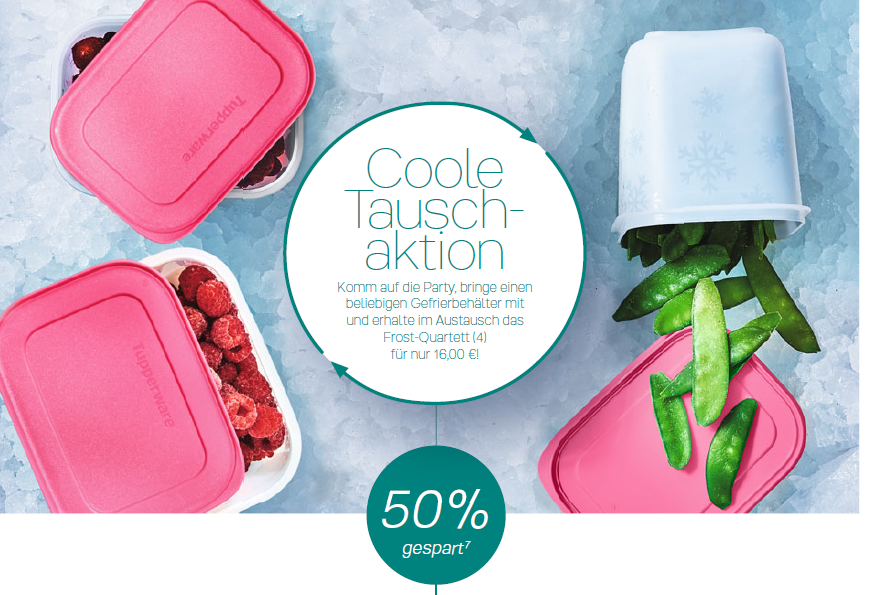 Tupperware
Tupperware
Coole
Tausch-
aktion
Komm auf die Party, bringe einen
beliebigen Gefrierbehälter mit
und erhalte im Austausch das
Frost-Quartett (4)
für nur 16,00 €!
50%
gespart⁷